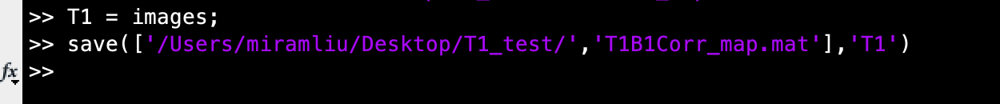 >> T1 = images;
>> save(['/Users/miramliu/Desktop/T1_test/','T1B1Corr_map.mat'],'T1')
fx >>